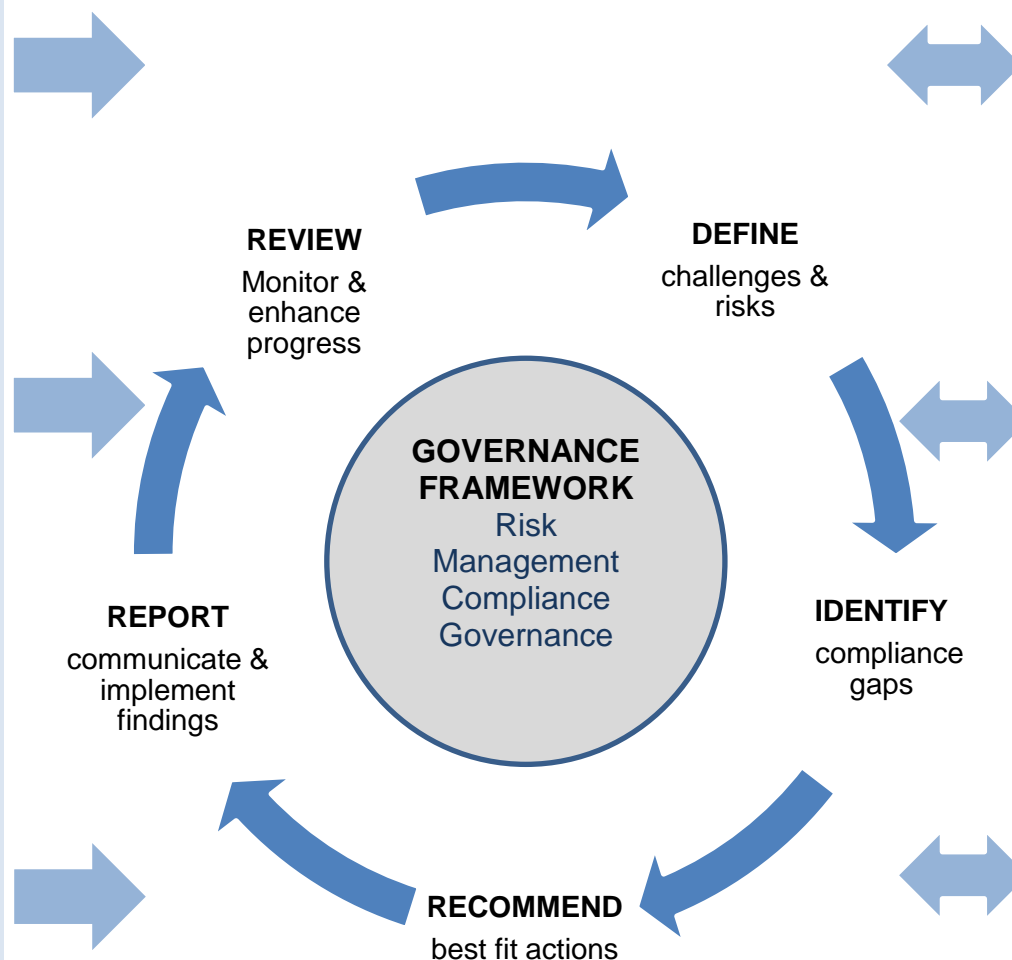 REVIEW
Monitor &
enhance
progress
DEFINE
challenges &
risks
GOVERNANCE
FRAMEWORK
Risk
Management
Compliance
Governance
IDENTIFY
compliance
gaps
REPORT
communicate &
implement
findings
RECOMMEND
best fit actions